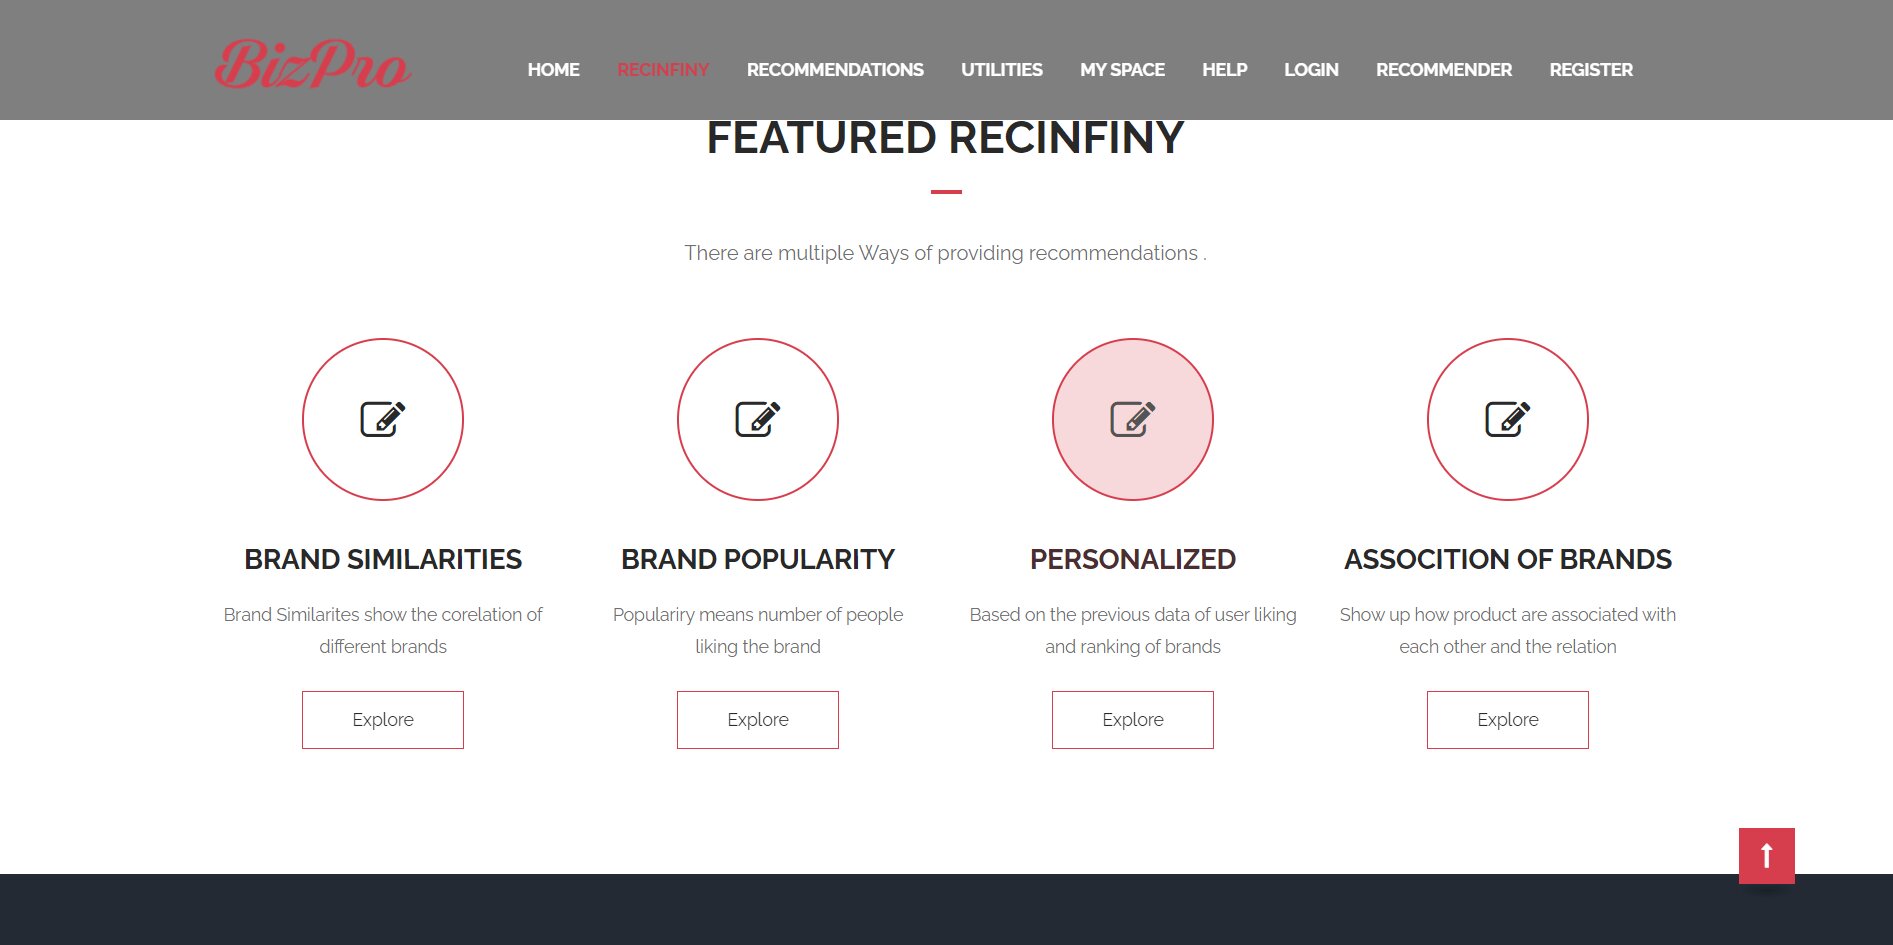 BizPro
HOME RECINFINY RECOMMENDATIONS UTILITIES MY SPACE HELP LOGIN RECOMMENDER REGISTER
FEATURED RECINFINY
There are multiple Ways of providing recommendations .
BRAND SIMILARITIES
Brand Similarites show the corelation of
different brands
Explore
BRAND POPULARITY
Populariry means number of people
liking the brand
Explore
PERSONALIZED
Based on the previous data of user liking
and ranking of brands
Explore
ASSOCITION OF BRANDS
Show up how product are associated with
each other and the relation
Explore